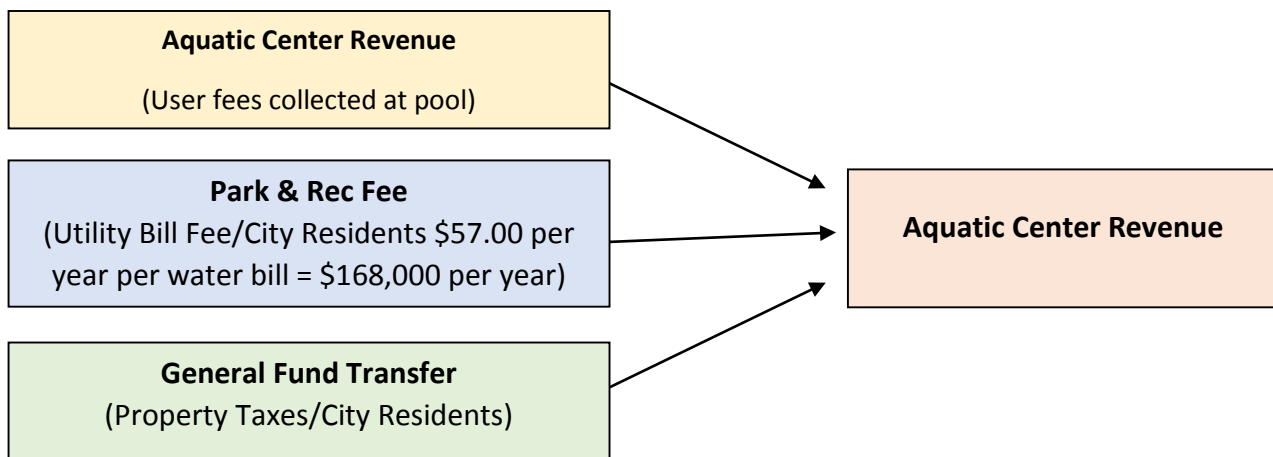 Aquatic Center Revenue
(User fees collected at pool)
Park & Rec Fee
(Utility Bill Fee/City Residents $57.00 per
year per water bill = $168,000 per year)
General Fund Transfer
(Property Taxes/City Residents)
Aquatic Center Revenue